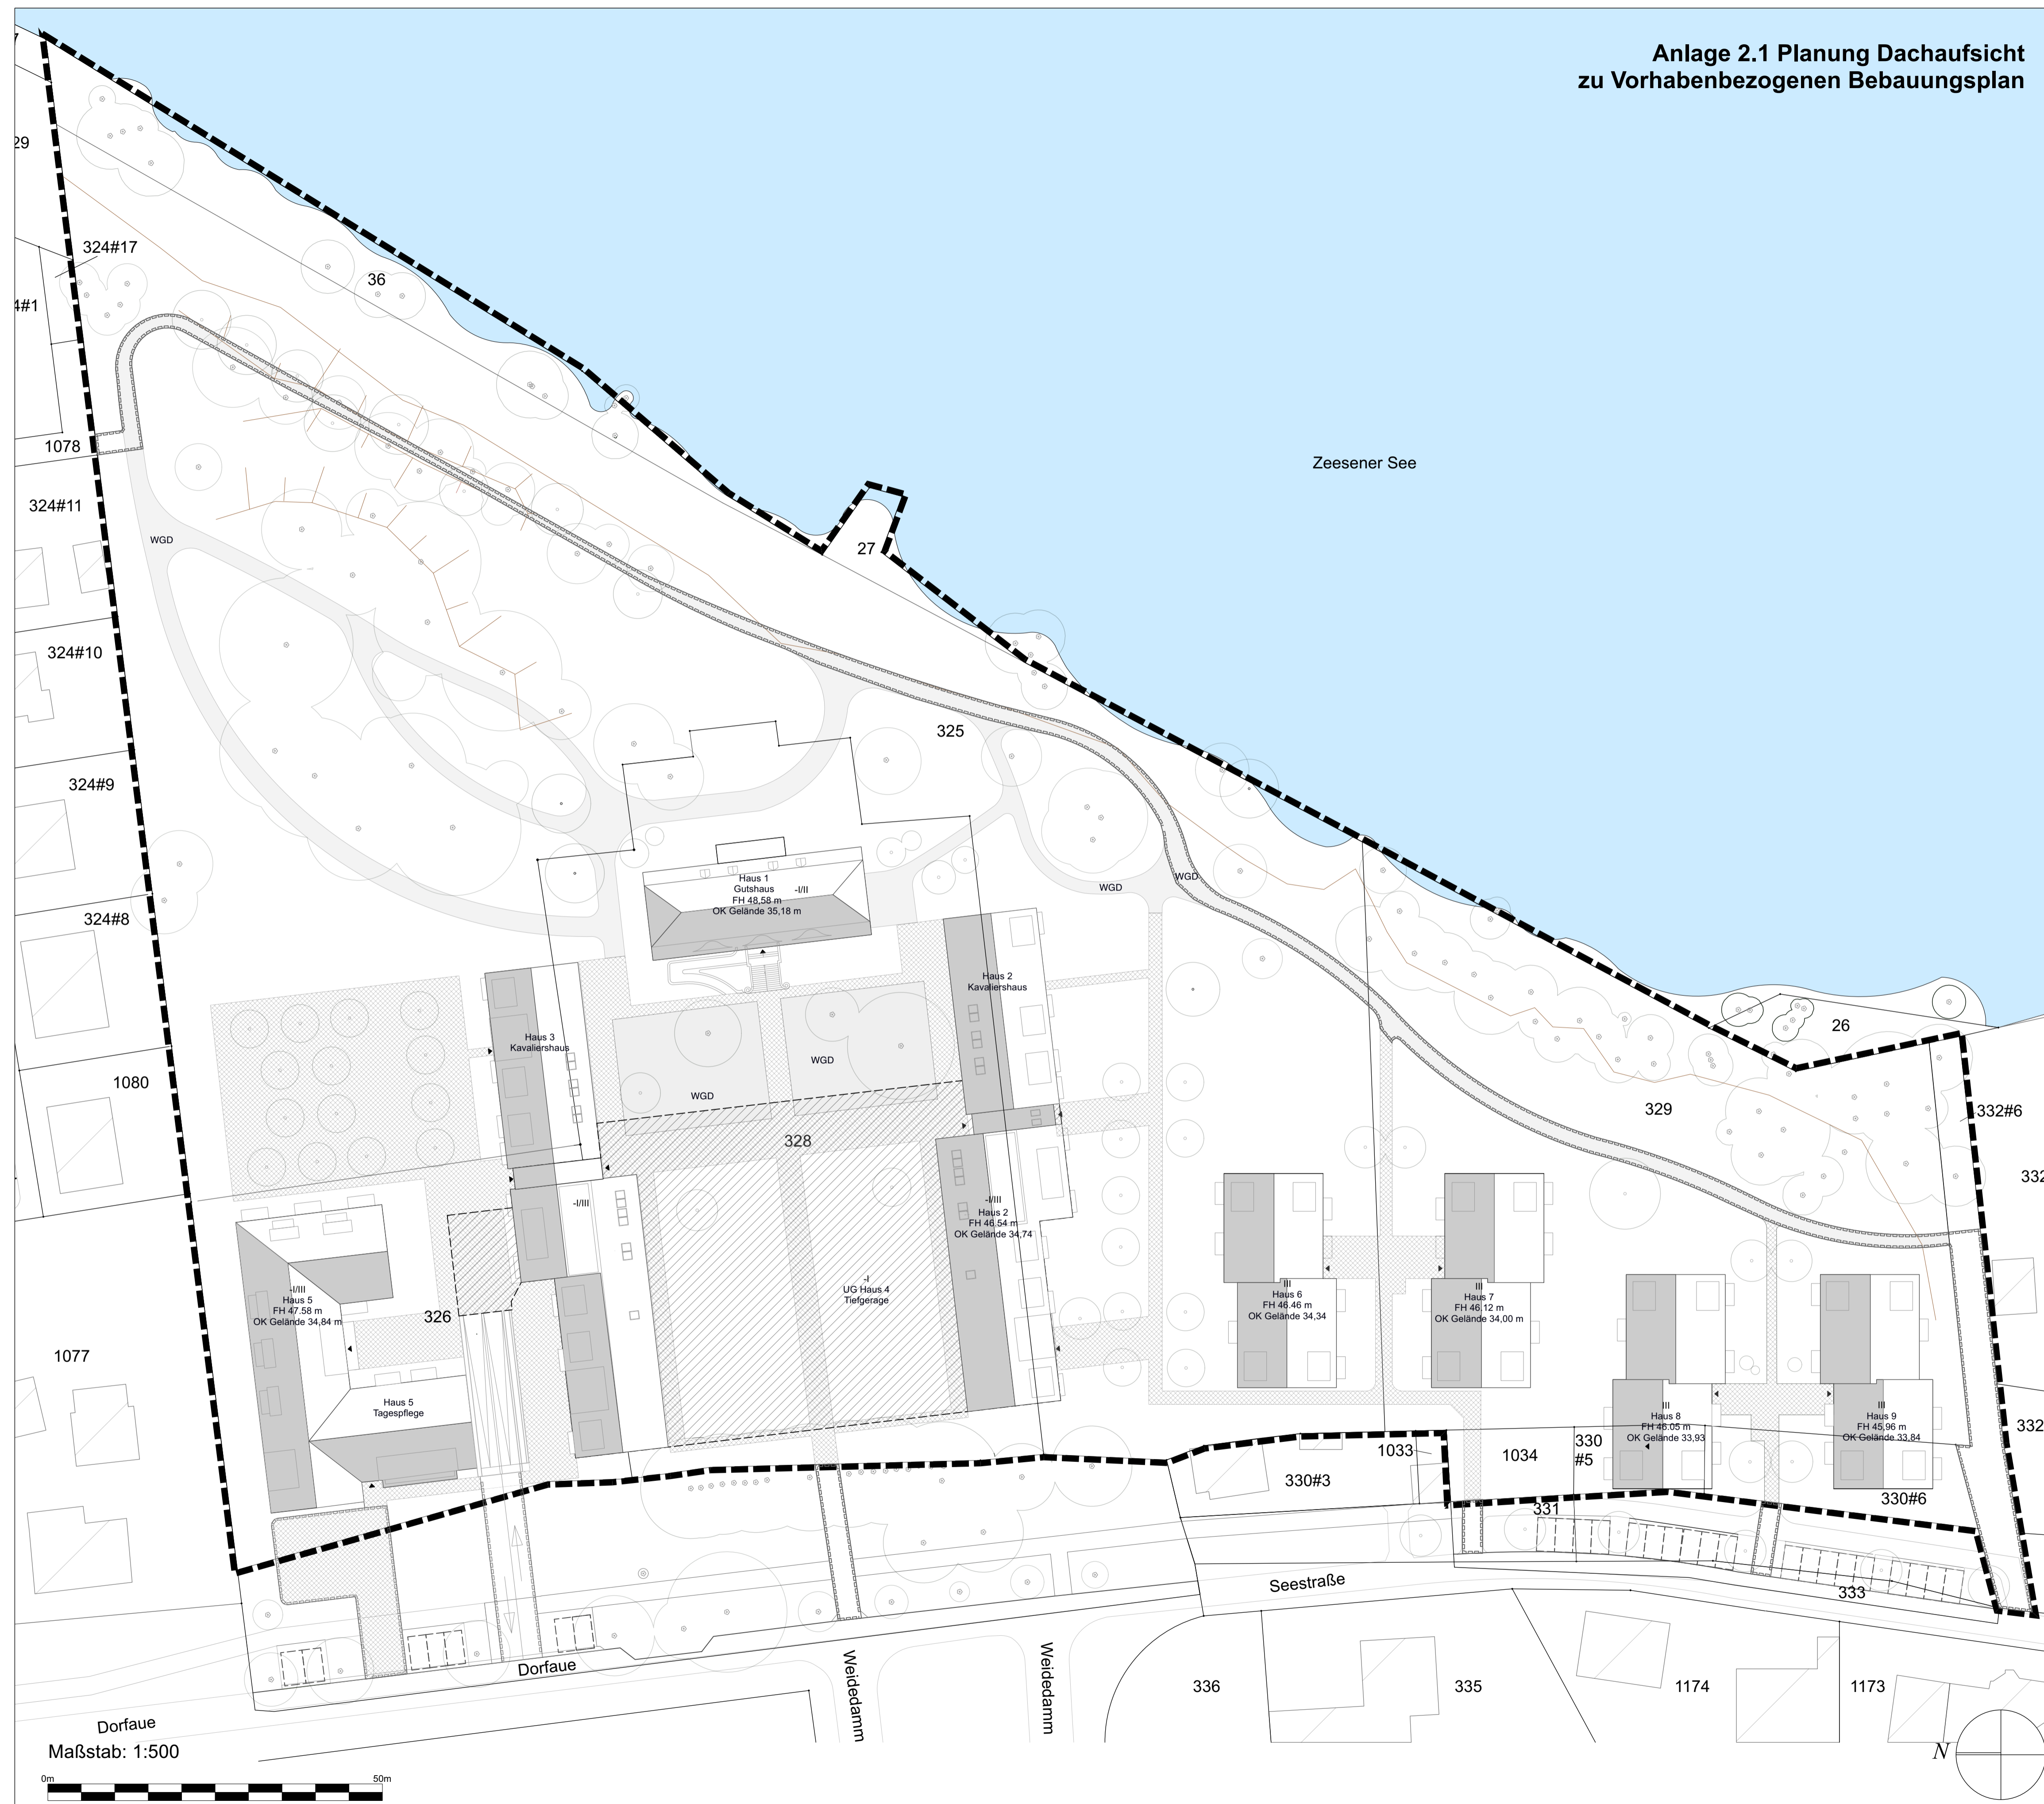 Anlage 2.1 Planung Dachaufsicht
zu Vorhabenbezogenen Bebauungsplan
7
29
324#17
36
4#1
Zeesener See
1078
324#11
WGD
27
324#10
325
324#9
WGD
WGD
Haus 1
Gutshaus -I/II
FH 48,58 m
OK Gelände 35,18 m
324#8
Haus 2
Kavaliershaus
26
Haus 3
Kavaliershaus
WGD
1080
WGD
329
332#6
328
332
-I/III
-I/III
Haus 2
FH 46.54 m
OK Gelände 34,74
-I
UG Haus 4
Tiefgerage
-I/III
Haus 5
FH 47.58 m
OK Gelände 34,84 m
326
III
Haus 6
FH 46.46 m
OK Gelände 34,34
III
Haus 7
FH 46.12 m
OK Gelände 34,00 m
1077
Haus 5
Tagespflege
III
Haus 8
FH 46.05 m
OK Gelände 33,93
III
Haus 9
FH 45,96 m
OK Gelände 33,84
332
1033
1034
330
#5
330#3
330#6
331
Seestraße
333
Dorfaue
Weidedamm
Weidedamm
336
335
1174
1173
Dorfaue
Maßstab: 1:500
N
0m
50m